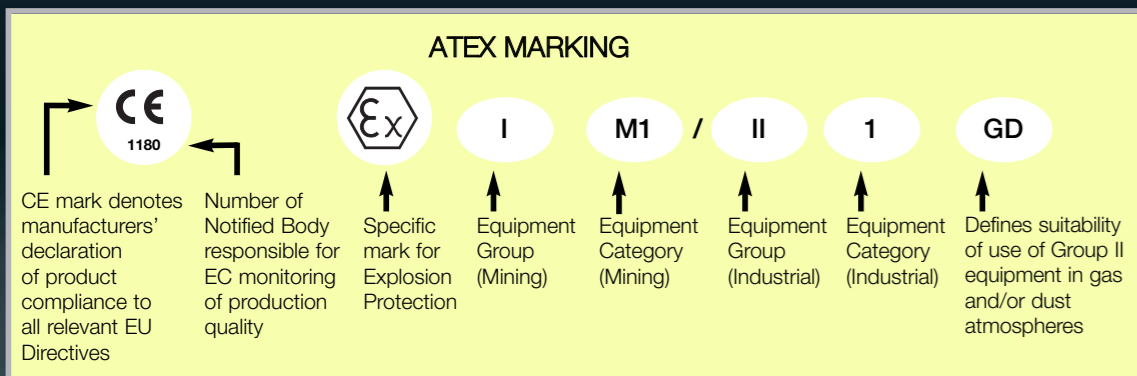 ATEX MARKING
CE
1180
Ex
I
M1 / II
1
GD
CE mark denotes
manufacturers'
declaration
of product
compliance to
all relevant EU
Directives
Number of
Notified Body
responsible for
EC monitoring
of production
quality
Specific
mark for
Explosion
Protection
Equipment
Group
(Mining)
Equipment
Category
(Mining)
Equipment
Group
(Industrial)
Equipment
Category
(Industrial)
Defines suitability
of use of Group II
equipment in gas
and/or dust
atmospheres